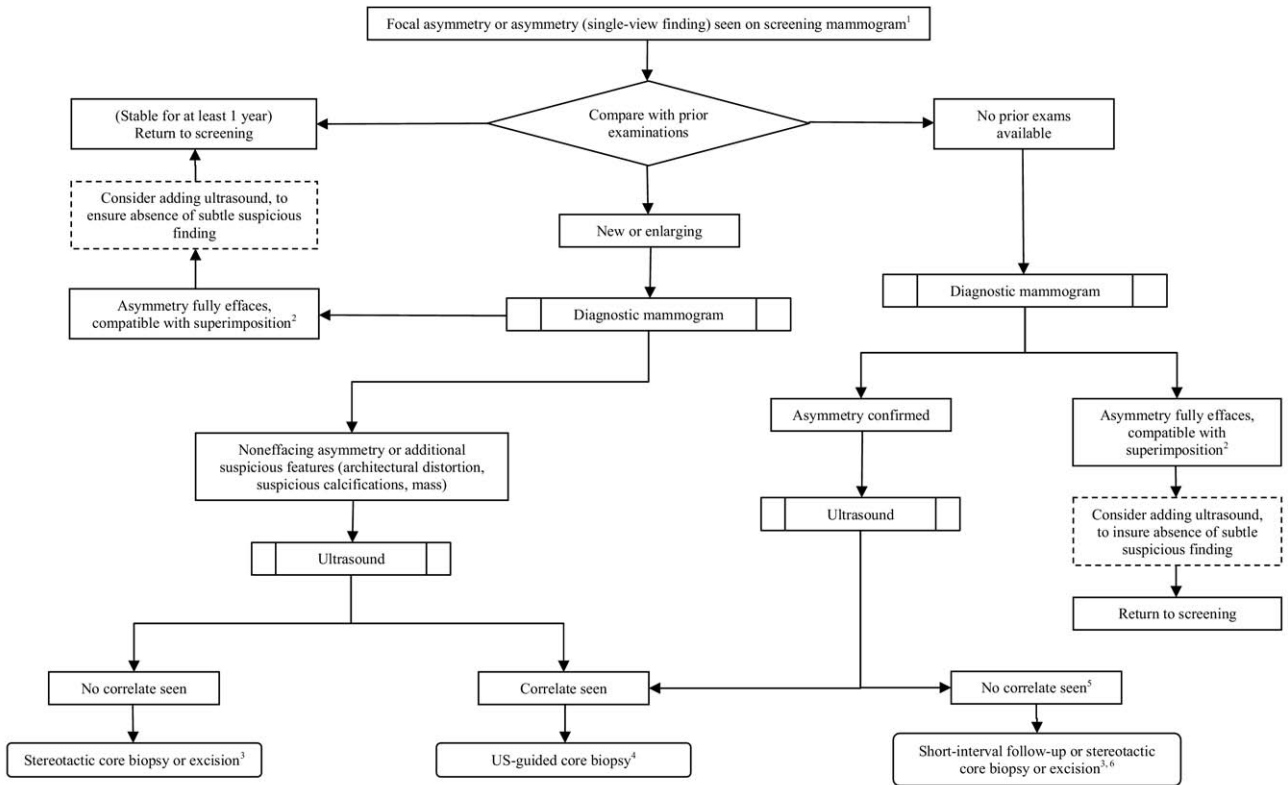 Focal asymmetry or asymmetry (single-view finding) seen on screening mammogram¹
(Stable for at least 1 year)
Return to screening
Compare with prior
examinations
No prior exams
available
Consider adding ultrasound, to
ensure absence of subtle suspicious
finding
New or enlarging
Asymmetry fully effaces,
compatible with superimposition²
Diagnostic mammogram
Diagnostic mammogram
Noneffacing asymmetry or additional
suspicious features (architectural distortion,
suspicious calcifications, mass)
Asymmetry confirmed
Asymmetry fully effaces,
compatible with
superimposition²
Ultrasound
Ultrasound
Consider adding ultrasound,
to insure absence of subtle
suspicious finding
Return to screening
No correlate seen
Correlate seen
No correlate seen⁵
Stereotactic core biopsy or excision³
US-guided core biopsy⁴
Short-interval follow-up or stereotactic
core biopsy or excision³, ⁶